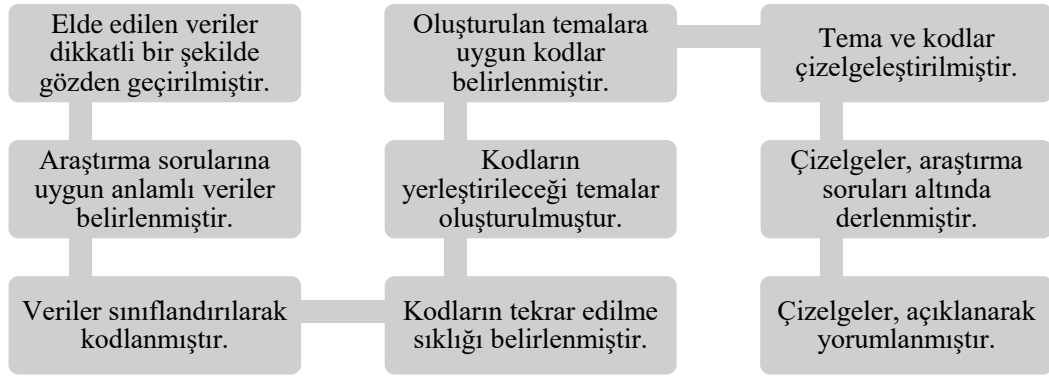 Elde edilen veriler
dikkatli bir şekilde
gözden geçirilmiştir.
Araştırma sorularına
uygun anlamlı veriler
belirlenmiştir.
Veriler sınıflandırılarak
kodlanmıştır.
Kodların tekrar edilme
sıklığı belirlenmiştir.
Kodların
yerleştirileceği temalar
oluşturulmuştur.
Oluşturulan temalara
uygun kodlar
belirlenmiştir.
Tema ve kodlar
çizelgeleştirilmiştir.
Çizelgeler, araştırma
soruları altında
derlenmiştir.
Çizelgeler, açıklanarak
yorumlanmıştır.